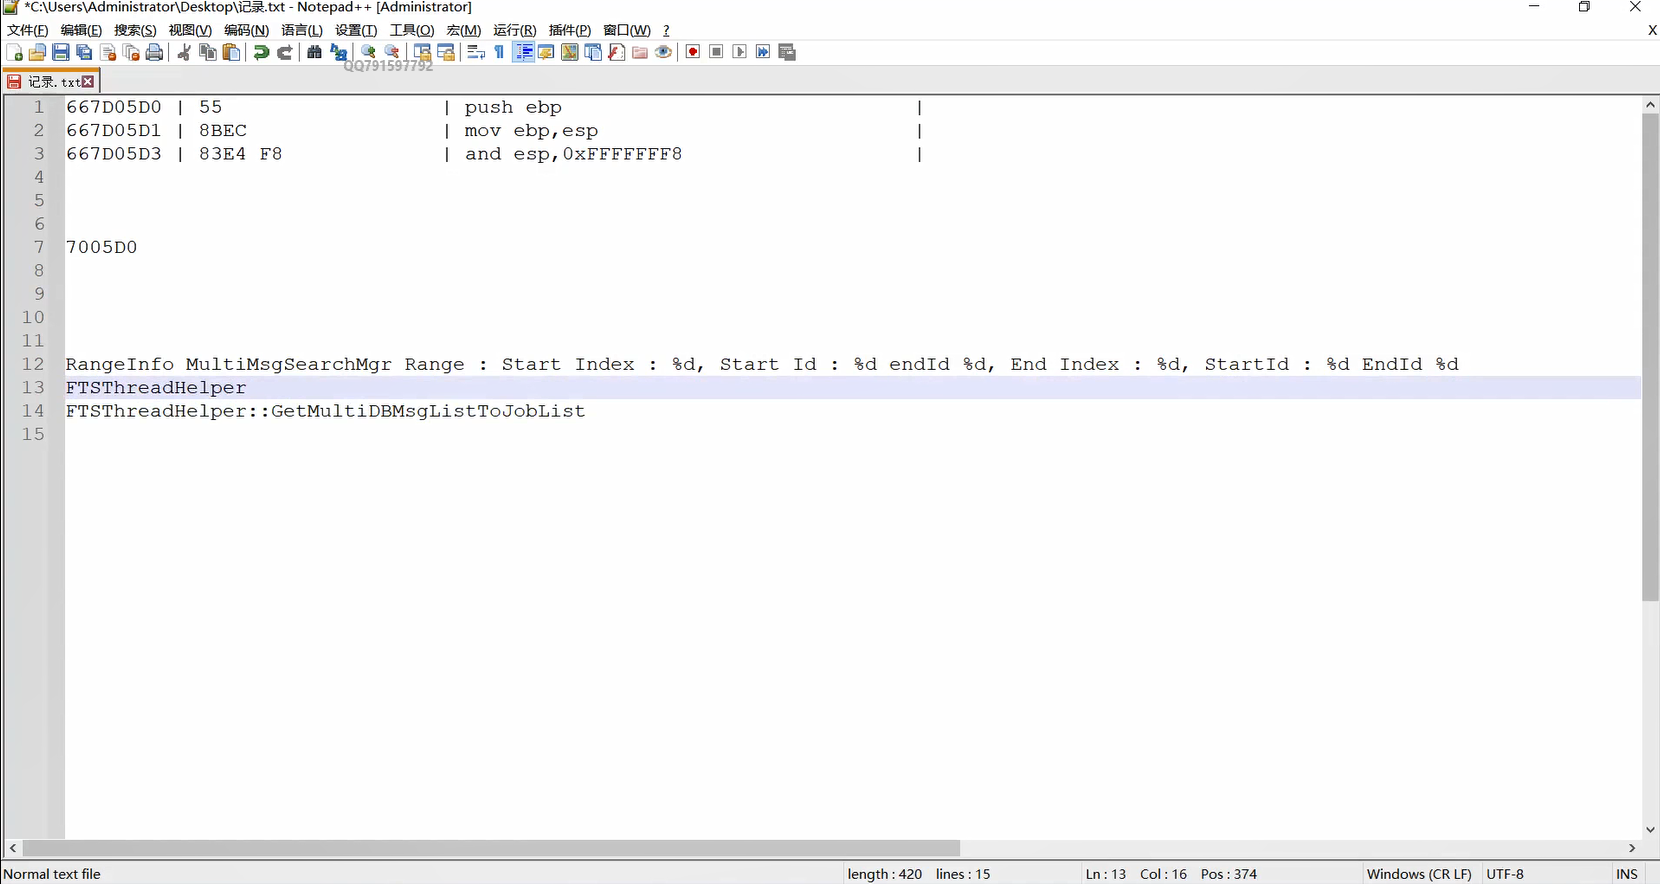 *C:\Users\Administrator\Desktop\记录.txt - Notepad++ [Administrator]
文件(F) 编辑(E) 搜索(S) 视图(V) 编码(N) 语言(L) 设置(T) 工具(O) 宏(M) 运行(R) 插件(P) 窗口(W) ? X
QQ791597792
记录.txt
1 667D05D0 | 55 | push ebp |
2 667D05D1 | 8BEC | mov ebp,esp |
3 667D05D3 | 83E4 F8 | and esp,0xFFFFFFF8 |
4
5
6
7 7005D0
8
9
10
11
12 RangeInfo MultiMsgSearchMgr Range : Start Index : %d, Start Id : %d endId %d, End Index : %d, StartId : %d EndId %d
13 FTSThreadHelper
14 FTSThreadHelper::GetMultiDBMsgListToJobList
15
Normal text file length : 420 lines : 15 Ln : 13 Col : 16 Pos : 374 Windows (CR LF) UTF-8 INS